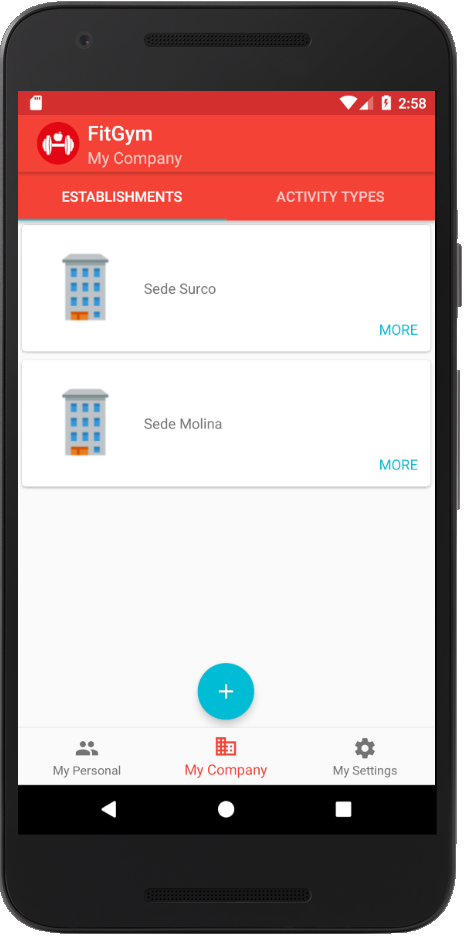 2:58
FitGym
My Company
ESTABLISHMENTS
ACTIVITY TYPES
Sede Surco
MORE
Sede Molina
MORE
My Personal
My Company
My Settings